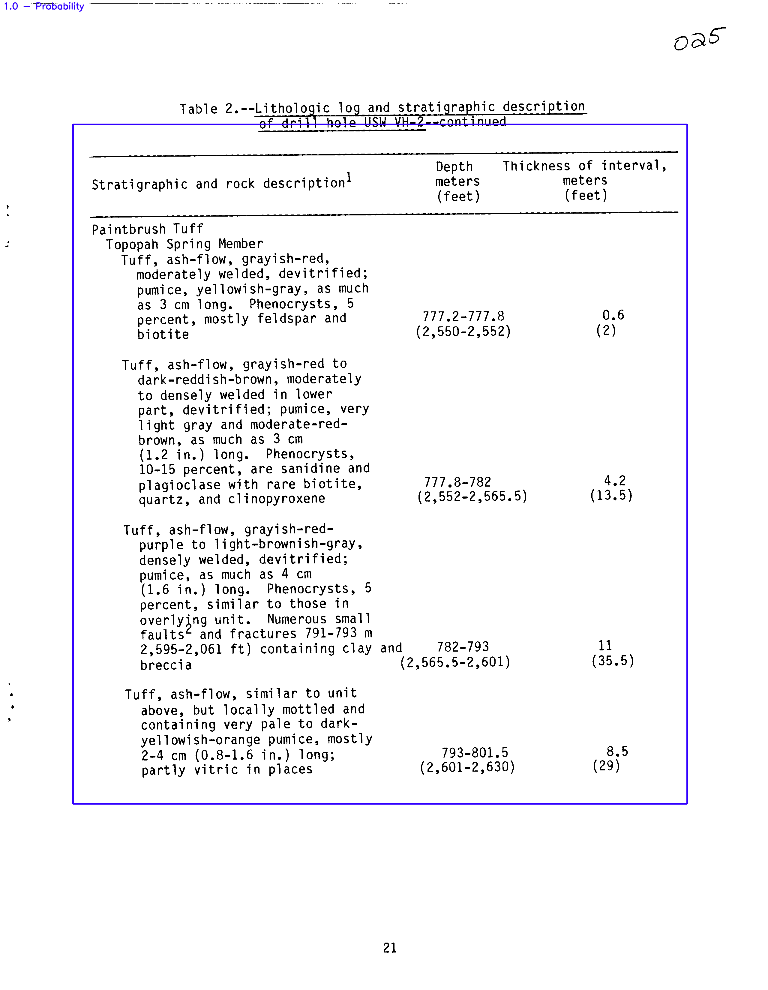 1.0 - Probability
025
Table 2.--Lithologic log and stratigraphic description
of drill hole USW VH-2--continued
Depth Thickness of interval,
Stratigraphic and rock description1 meters meters
(feet) (feet)
Paintbrush Tuff
Topopah Spring Member
Tuff, ash-flow, grayish-red,
moderately welded, devitrified;
pumice, yellowish-gray, as much
as 3 cm long. Phenocrysts, 5
percent, mostly feldspar and 777.2-777.8 0.6
biotite (2,550-2,552) (2)
Tuff, ash-flow, grayish-red to
dark-reddish-brown, moderately
to densely welded in lower
part, devitrified; pumice, very
light gray and moderate-red-
brown, as much as 3 cm
(1.2 in.) long. Phenocrysts,
10-15 percent, are sanidine and
plagioclase with rare biotite, 777.8-782 4.2
quartz, and clinopyroxene (2,552-2,565.5) (13.5)
Tuff, ash-flow, grayish-red-
purple to light-brownish-gray,
densely welded, devitrified;
pumice, as much as 4 cm
(1.6 in.) long. Phenocrysts, 5
percent, similar to those in
overlying unit. Numerous small
faults2 and fractures 791-793 m
2,595-2,061 ft) containing clay and 782-793 11
breccia (2,565.5-2,601) (35.5)
Tuff, ash-flow, similar to unit
above, but locally mottled and
containing very pale to dark-
yellowish-orange pumice, mostly
2-4 cm (0.8-1.6 in.) long; 793-801.5 8.5
partly vitric in places (2,601-2,630) (29)
21